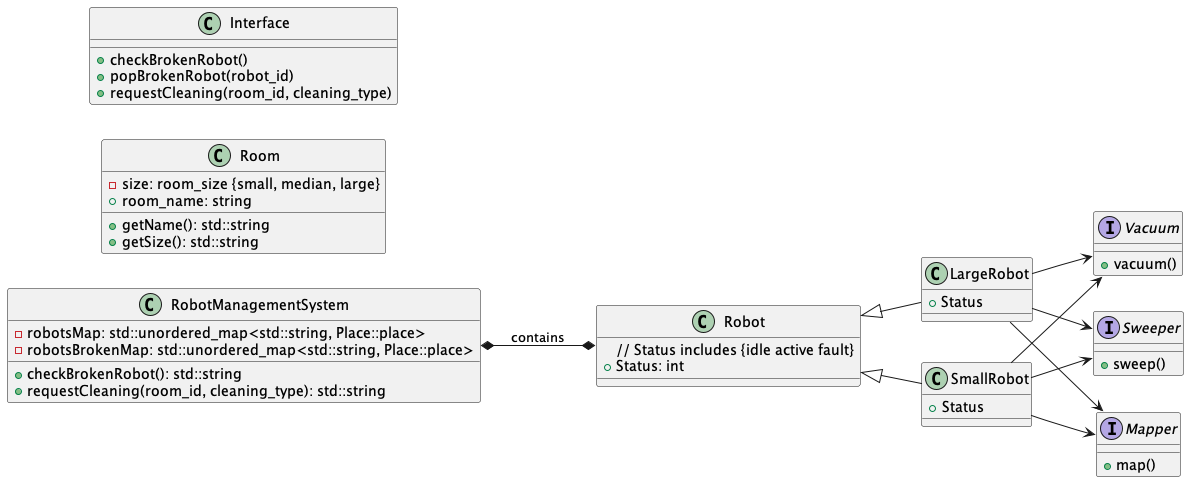 C Interface
checkBrokenRobot()
popBrokenRobot(robot_id)
requestCleaning(room_id, cleaning_type)
C Room
size: room_size {small, median, large}
room_name: string
getName(): std::string
getSize(): std::string
C RobotManagementSystem
robotsMap: std::unordered_map<std::string, Place::place>
robotsBrokenMap: std::unordered_map<std::string, Place::place>
checkBrokenRobot(): std::string
requestCleaning(room_id, cleaning_type): std::string
contains
C Robot
// Status includes {idle active fault}
Status: int
C LargeRobot
Status
C SmallRobot
Status
I Vacuum
vacuum()
I Sweeper
sweep()
I Mapper
map()